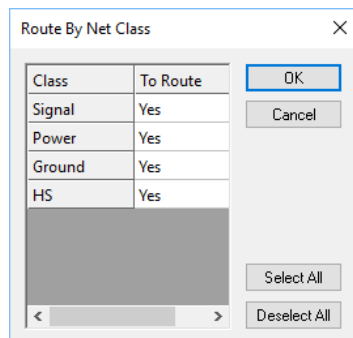 Route By Net Class
Class To Route
Signal Yes
Power Yes
Ground Yes
HS Yes
OK
Cancel
Select All
Deselect All